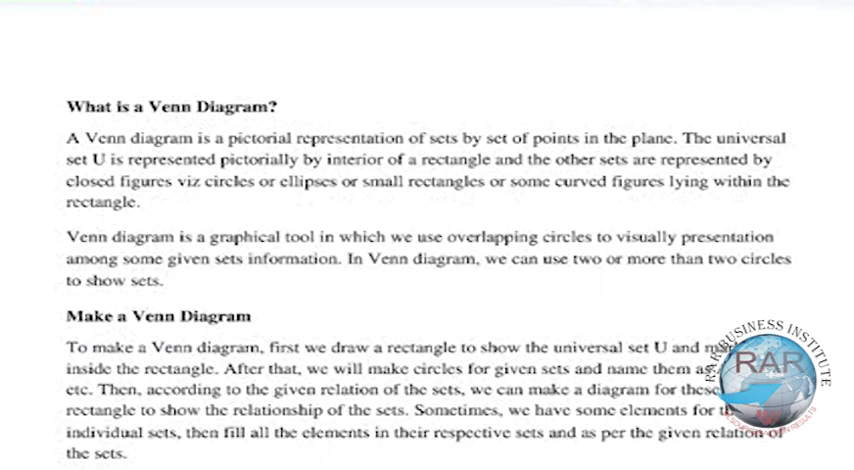 What is a Venn Diagram?
A Venn diagram is a pictorial representation of sets by set of points in the plane. The universal
set U is represented pictorially by interior of a rectangle and the other sets are represented by
closed figures viz circles or ellipses or small rectangles or some curved figures lying within the
rectangle.
Venn diagram is a graphical tool in which we use overlapping circles to visually presentation
among some given sets information. In Venn diagram, we can use two or more than two circles
to show sets.
Make a Venn Diagram
To make a Venn diagram, first we draw a rectangle to show the universal set U and
inside the rectangle. After that, we will make circles for given sets and name them as
etc. Then, according to the given relation of the sets, we can make a diagram for these
rectangle to show the relationship of the sets. Sometimes, we have some elements for
individual sets, then fill all the elements in their respective sets and as per the given relation of
the sets.
RAR BUSINESS INSTITUTE
RAR